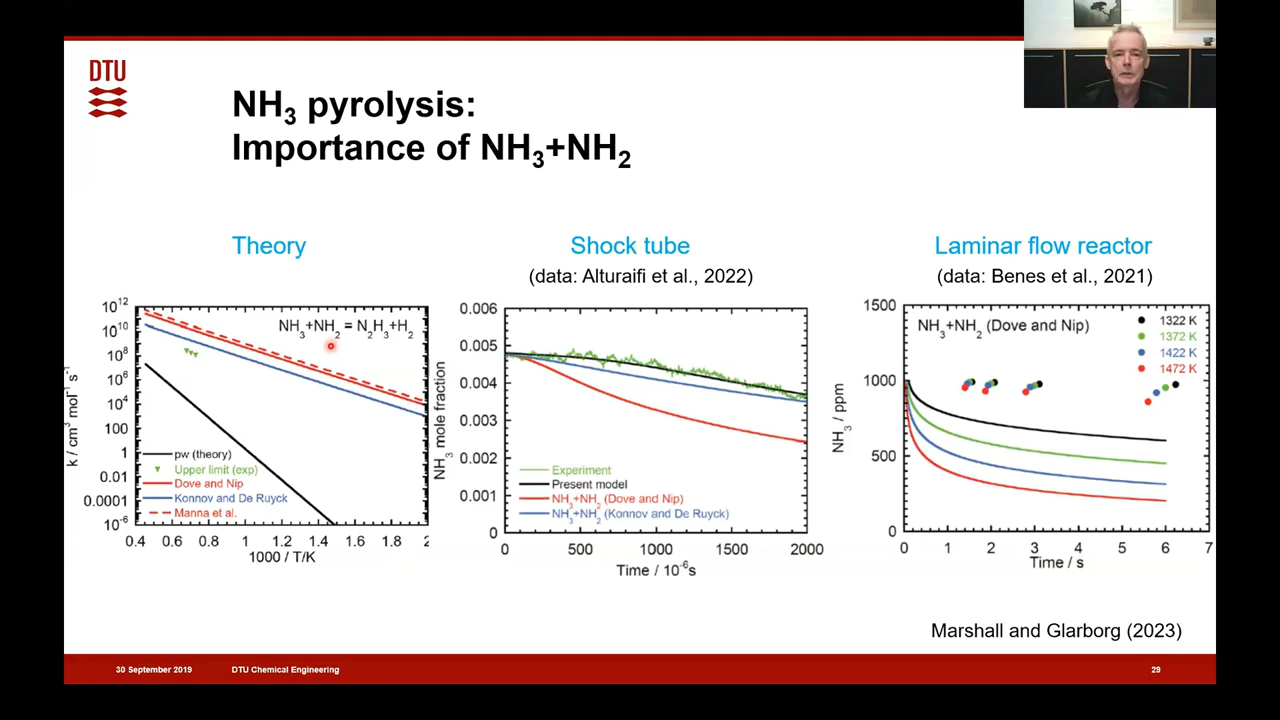 DTU
NH3 pyrolysis:
Importance of NH3+NH2
Theory
Shock tube
(data: Alturaifi et al., 2022)
Laminar flow reactor
(data: Benes et al., 2021)
k / cm3 mol-1 s-1
10^12
10^10
10^8
10^6
10^4
100
1
0.01
0.0001
10^-6
NH3+NH2 = N2H3+H2
pw (theory)
Upper limit (exp)
Dove and Nip
Konnov and De Ruyck
Manna et al.
0.4 0.6 0.8 1 1.2 1.4 1.6 1.8 2
1000 / T/K
NH3 mole fraction
0.006
0.005
0.004
0.003
0.002
0.001
0
Experiment
Present model
NH3+NH2 (Dove and Nip)
NH3+NH2 (Konnov and De Ruyck)
0 500 1000 1500 2000
Time / 10^-6s
NH3 / ppm
1500
1000
500
0
NH3+NH2 (Dove and Nip)
1322 K
1372 K
1422 K
1472 K
0 1 2 3 4 5 6 7
Time / s
Marshall and Glarborg (2023)
30 September 2019 DTU Chemical Engineering 29